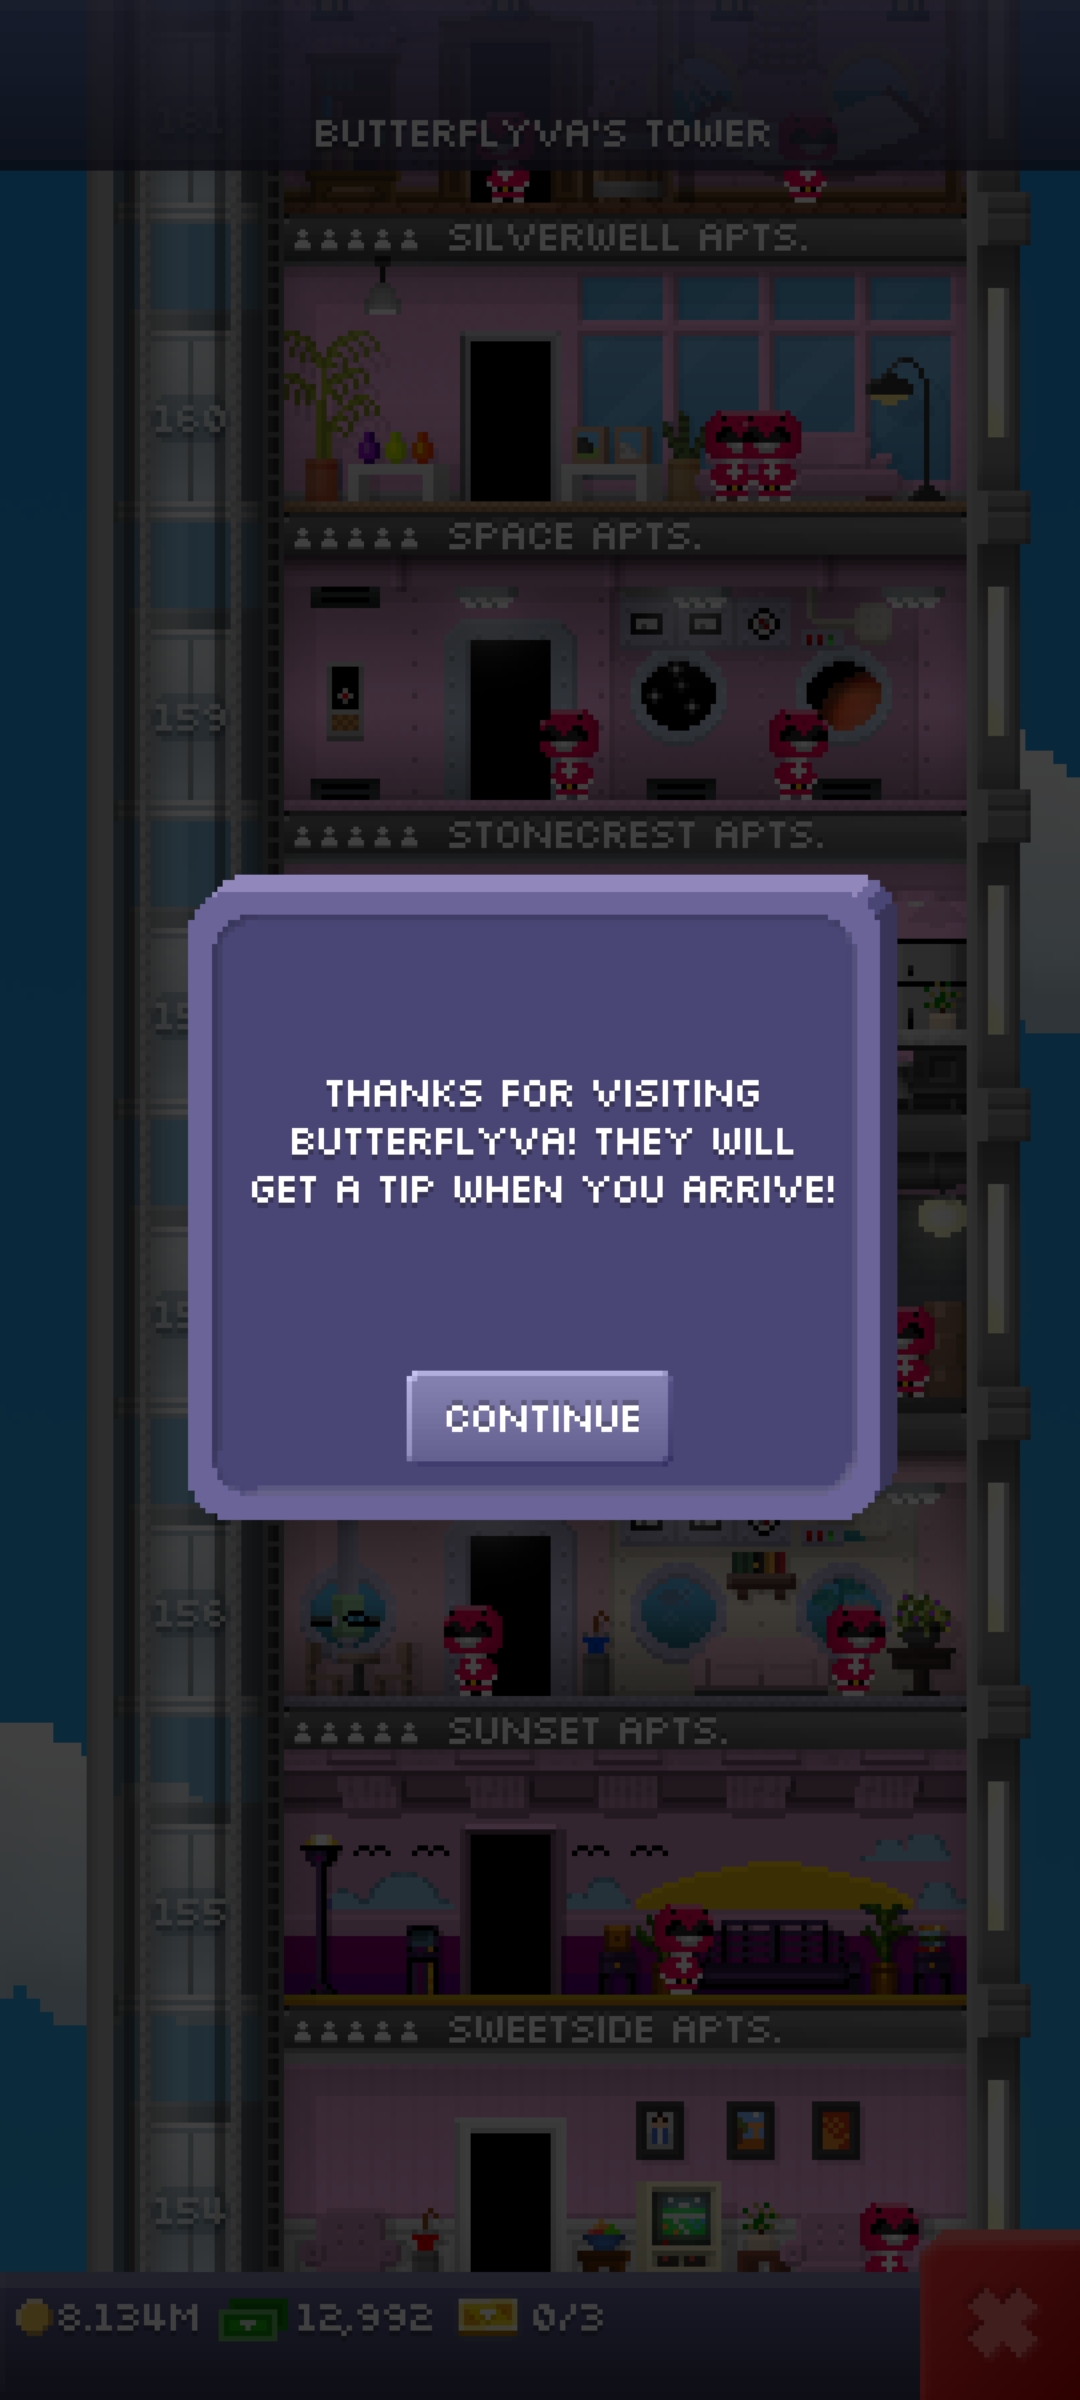 BUTTERFLYVA'S TOWER
SILVERWELL APTS.
160
SPACE APTS.
159
STONECREST APTS.
THANKS FOR VISITING
BUTTERFLYVA! THEY WILL
GET A TIP WHEN YOU ARRIVE!
CONTINUE
156
SUNSET APTS.
155
SWEETSIDE APTS.
154
8.134M 12,992 0/3